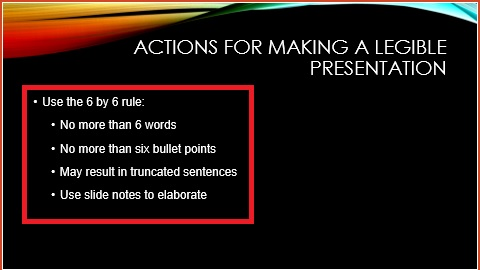 ACTIONS FOR MAKING A LEGIBLE
PRESENTATION
• Use the 6 by 6 rule:
• No more than 6 words
• No more than six bullet points
• May result in truncated sentences
• Use slide notes to elaborate